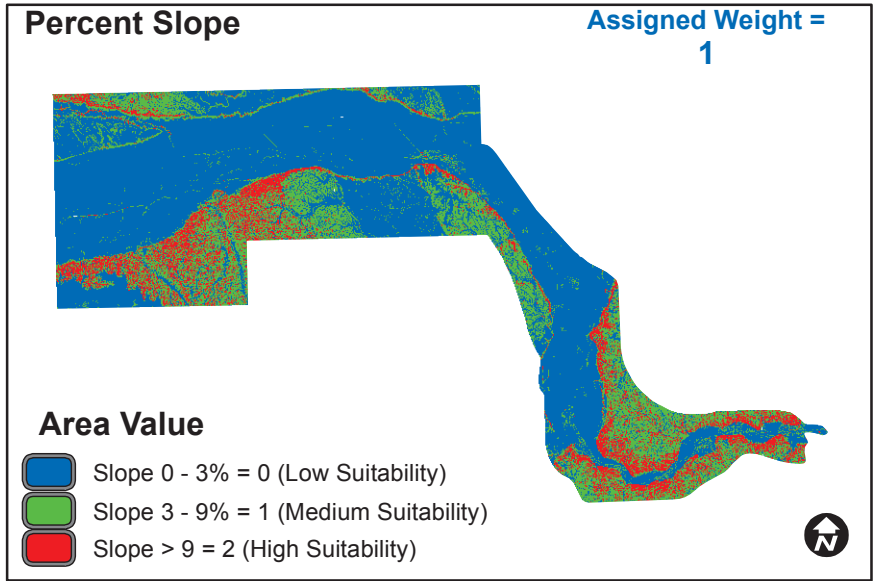 Percent Slope
Assigned Weight =
1
Area Value
Slope 0 - 3% = 0 (Low Suitability)
Slope 3 - 9% = 1 (Medium Suitability)
Slope > 9 = 2 (High Suitability)
N